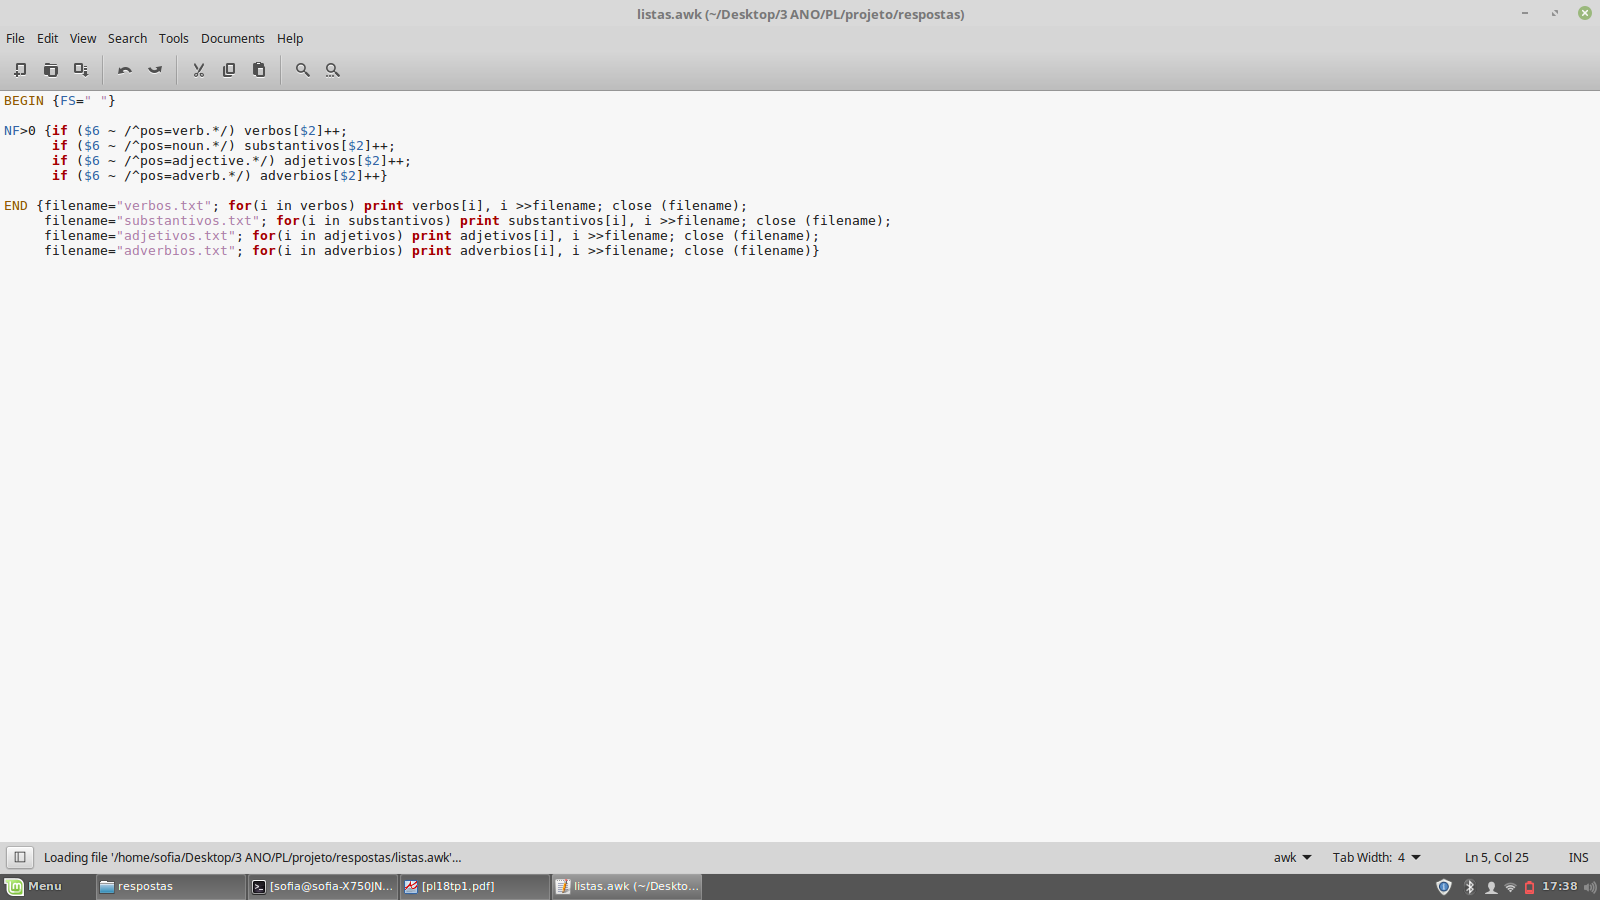 listas.awk (~/Desktop/3 ANO/PL/projeto/respostas)
File Edit View Search Tools Documents Help
BEGIN {FS=" "}
NF>0 {if ($6 ~ /^pos=verb.*/) verbos[$2]++;
if ($6 ~ /^pos=noun.*/) substantivos[$2]++;
if ($6 ~ /^pos=adjective.*/) adjetivos[$2]++;
if ($6 ~ /^pos=adverb.*/) adverbios[$2]++}
END {filename="verbos.txt"; for(i in verbos) print verbos[i], i >>filename; close (filename);
filename="substantivos.txt"; for(i in substantivos) print substantivos[i], i >>filename; close (filename);
filename="adjetivos.txt"; for(i in adjetivos) print adjetivos[i], i >>filename; close (filename);
filename="adverbios.txt"; for(i in adverbios) print adverbios[i], i >>filename; close (filename)}
Loading file '/home/sofia/Desktop/3 ANO/PL/projeto/respostas/listas.awk'... awk Tab Width: 4 Ln 5, Col 25 INS
Menu respostas [sofia@sofia-X750JN... [pl18tp1.pdf] listas.awk (~/Deskto... 17:38